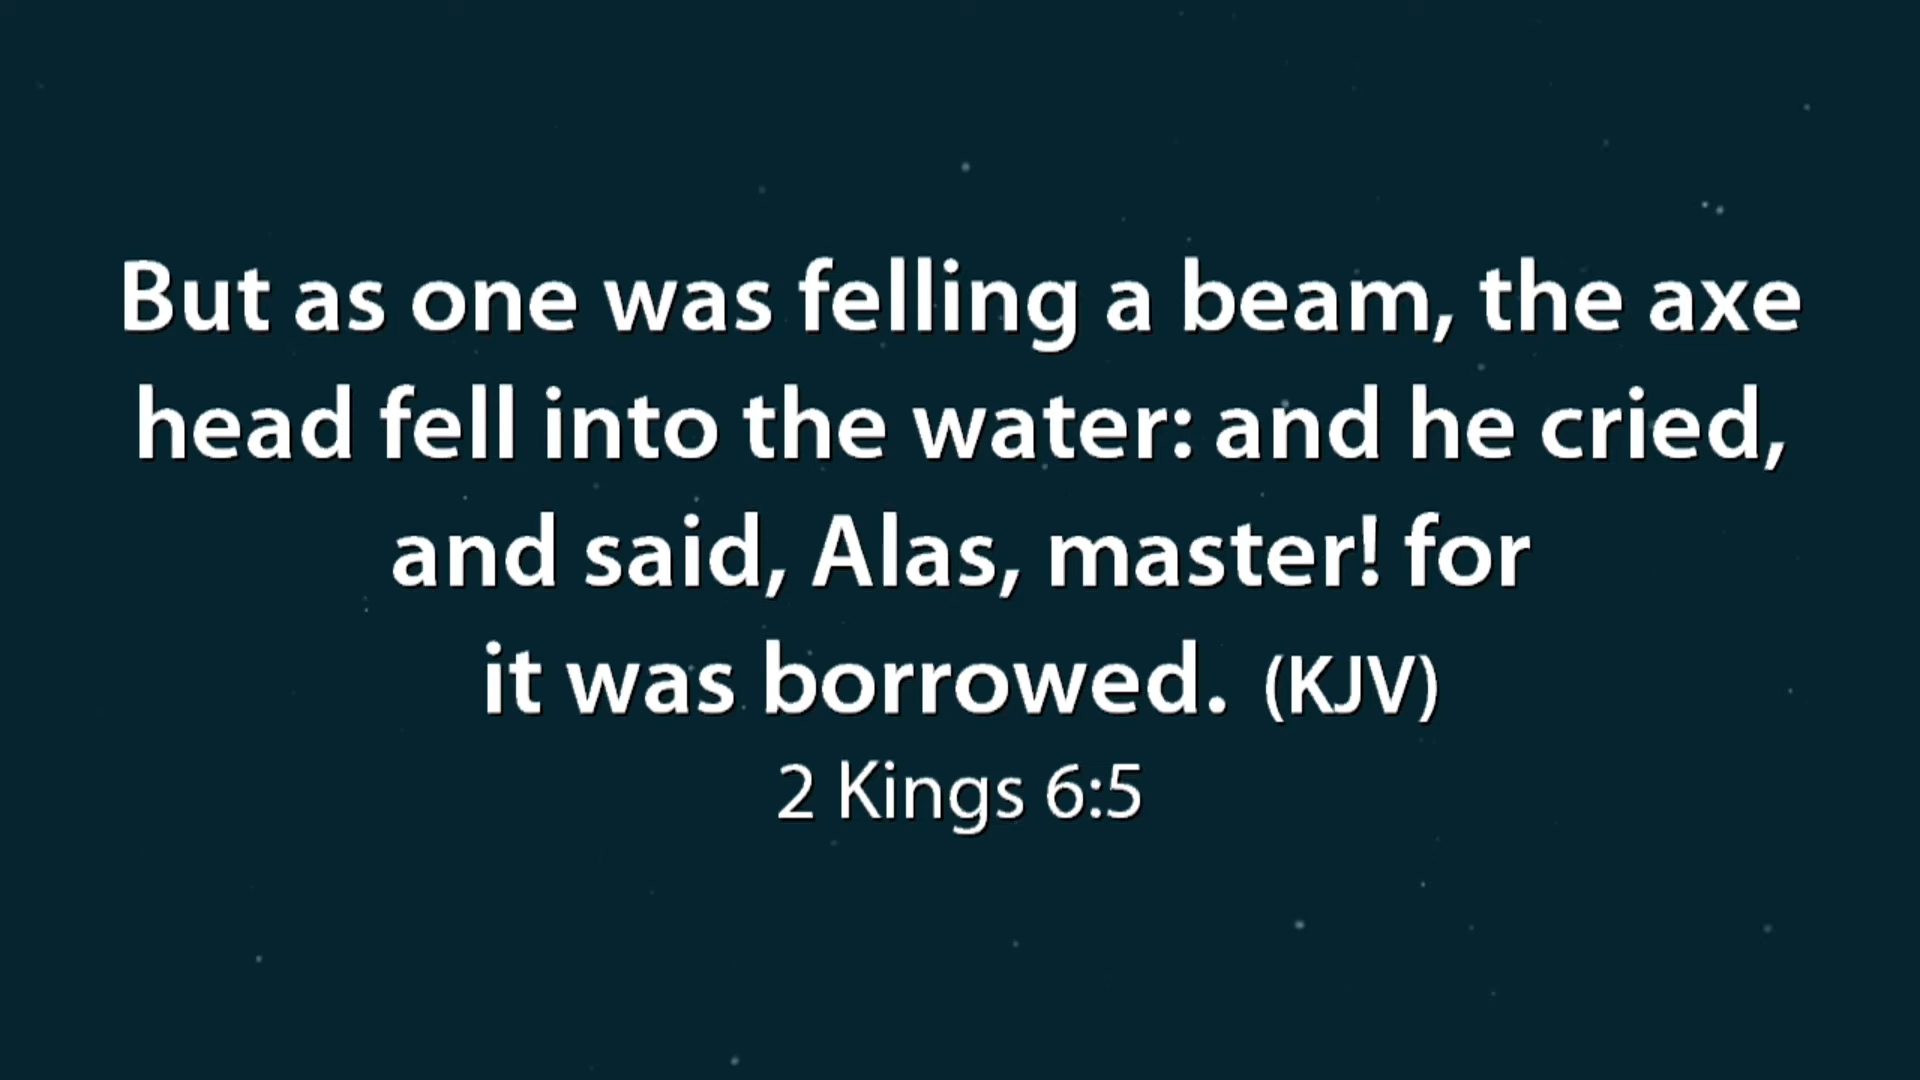 But as one was felling a beam, the axe
head fell into the water: and he cried,
and said, Alas, master! for
it was borrowed. (KJV)
2 Kings 6:5